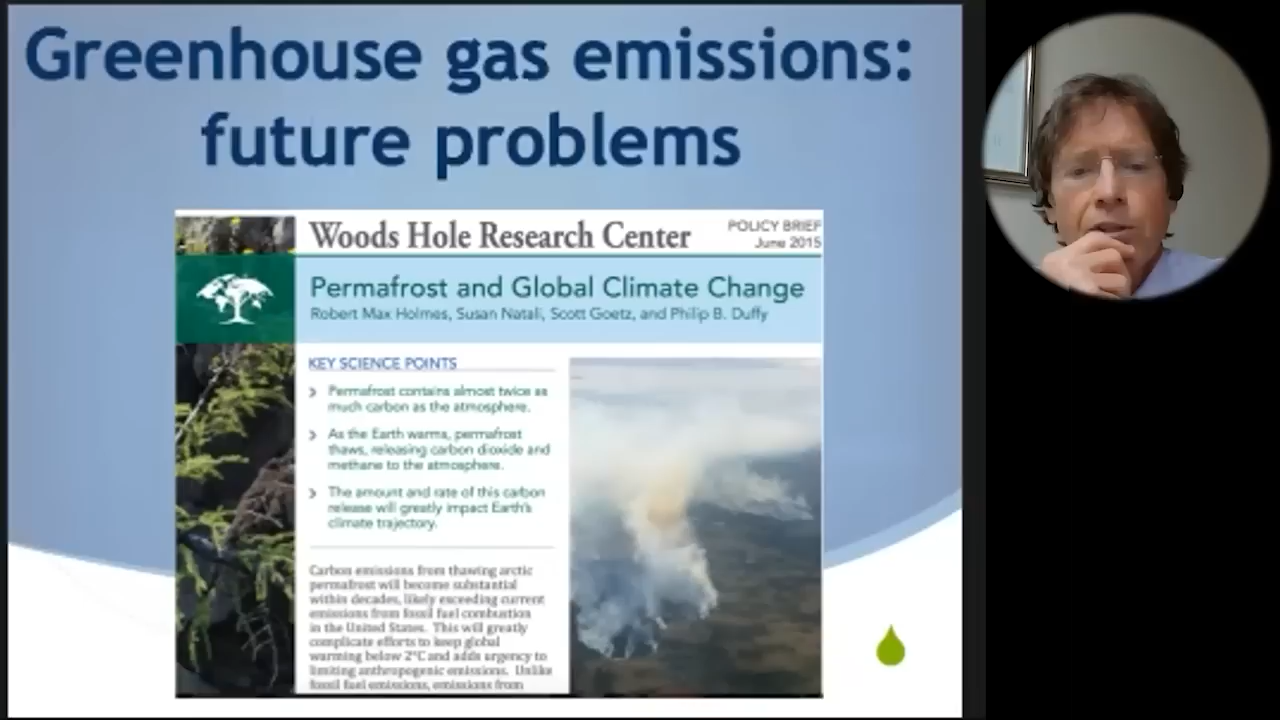 Greenhouse gas emissions:
future problems
Woods Hole Research Center
POLICY BRIEF
June 2015
Permafrost and Global Climate Change
Robert Max Holmes, Susan Natali, Scott Goetz, and Philip B. Duffy
KEY SCIENCE POINTS
› Permafrost contains almost twice as
much carbon as the atmosphere.
› As the Earth warms, permafrost
thaws, releasing carbon dioxide and
methane to the atmosphere.
› The amount and rate of this carbon
release will greatly impact Earth's
climate trajectory.
Carbon emissions from thawing arctic
permafrost will become substantial
within decades, likely exceeding current
emissions from fossil fuel combustion
in the United States. This will greatly
complicate efforts to keep global
warming below 2°C and adds urgency to
limiting anthropogenic emissions. Unlike
fossil fuel emissions, emissions from